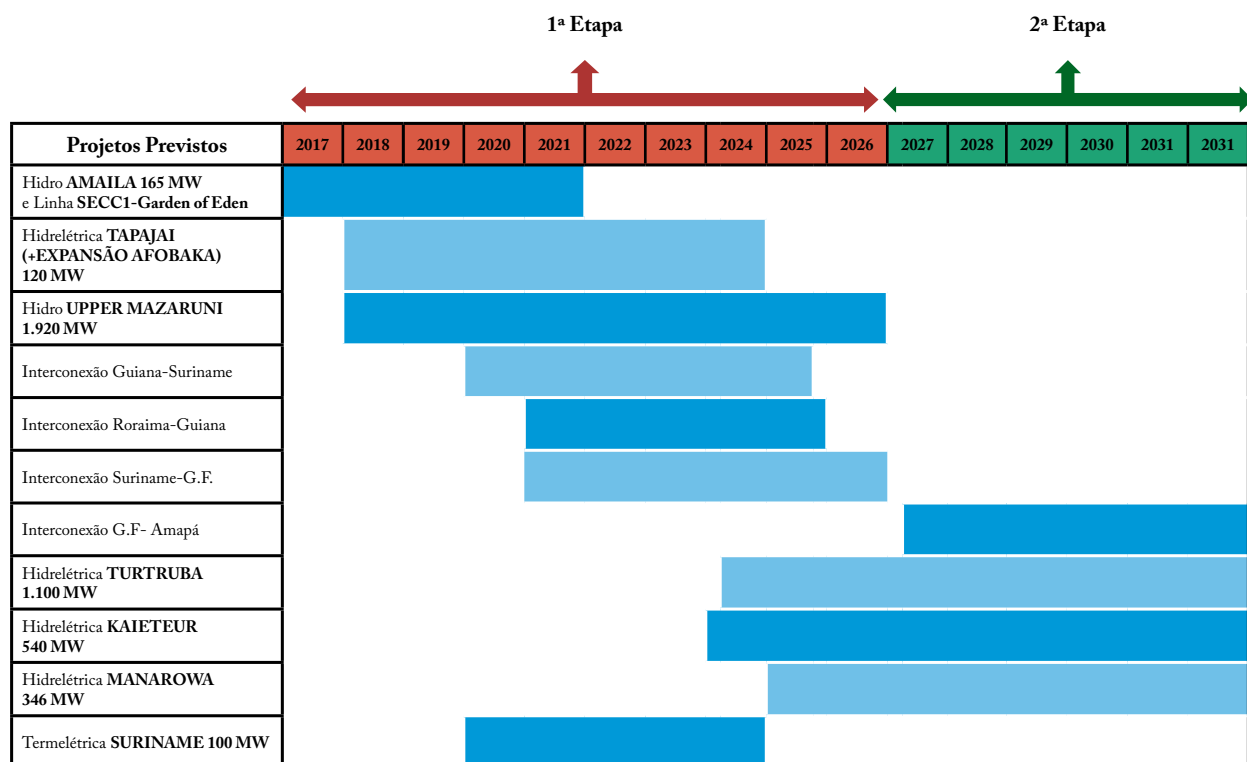 1ª Etapa
2ª Etapa
Projetos Previstos
2017
2018
2019
2020
2021
2022
2023
2024
2025
2026
2027
2028
2029
2030
2031
2031
Hidro AMAILA 165 MW
e Linha SECC1-Garden of Eden
Hidrelétrica TAPAJAI
(+EXPANSÃO AFOBAKA)
120 MW
Hidro UPPER MAZARUNI
1.920 MW
Interconexão Guiana-Suriname
Interconexão Roraima-Guiana
Interconexão Suriname-G.F.
Interconexão G.F- Amapá
Hidrelétrica TURTRUBA
1.100 MW
Hidrelétrica KAIETEUR
540 MW
Hidrelétrica MANAROWA
346 MW
Termelétrica SURINAME 100 MW